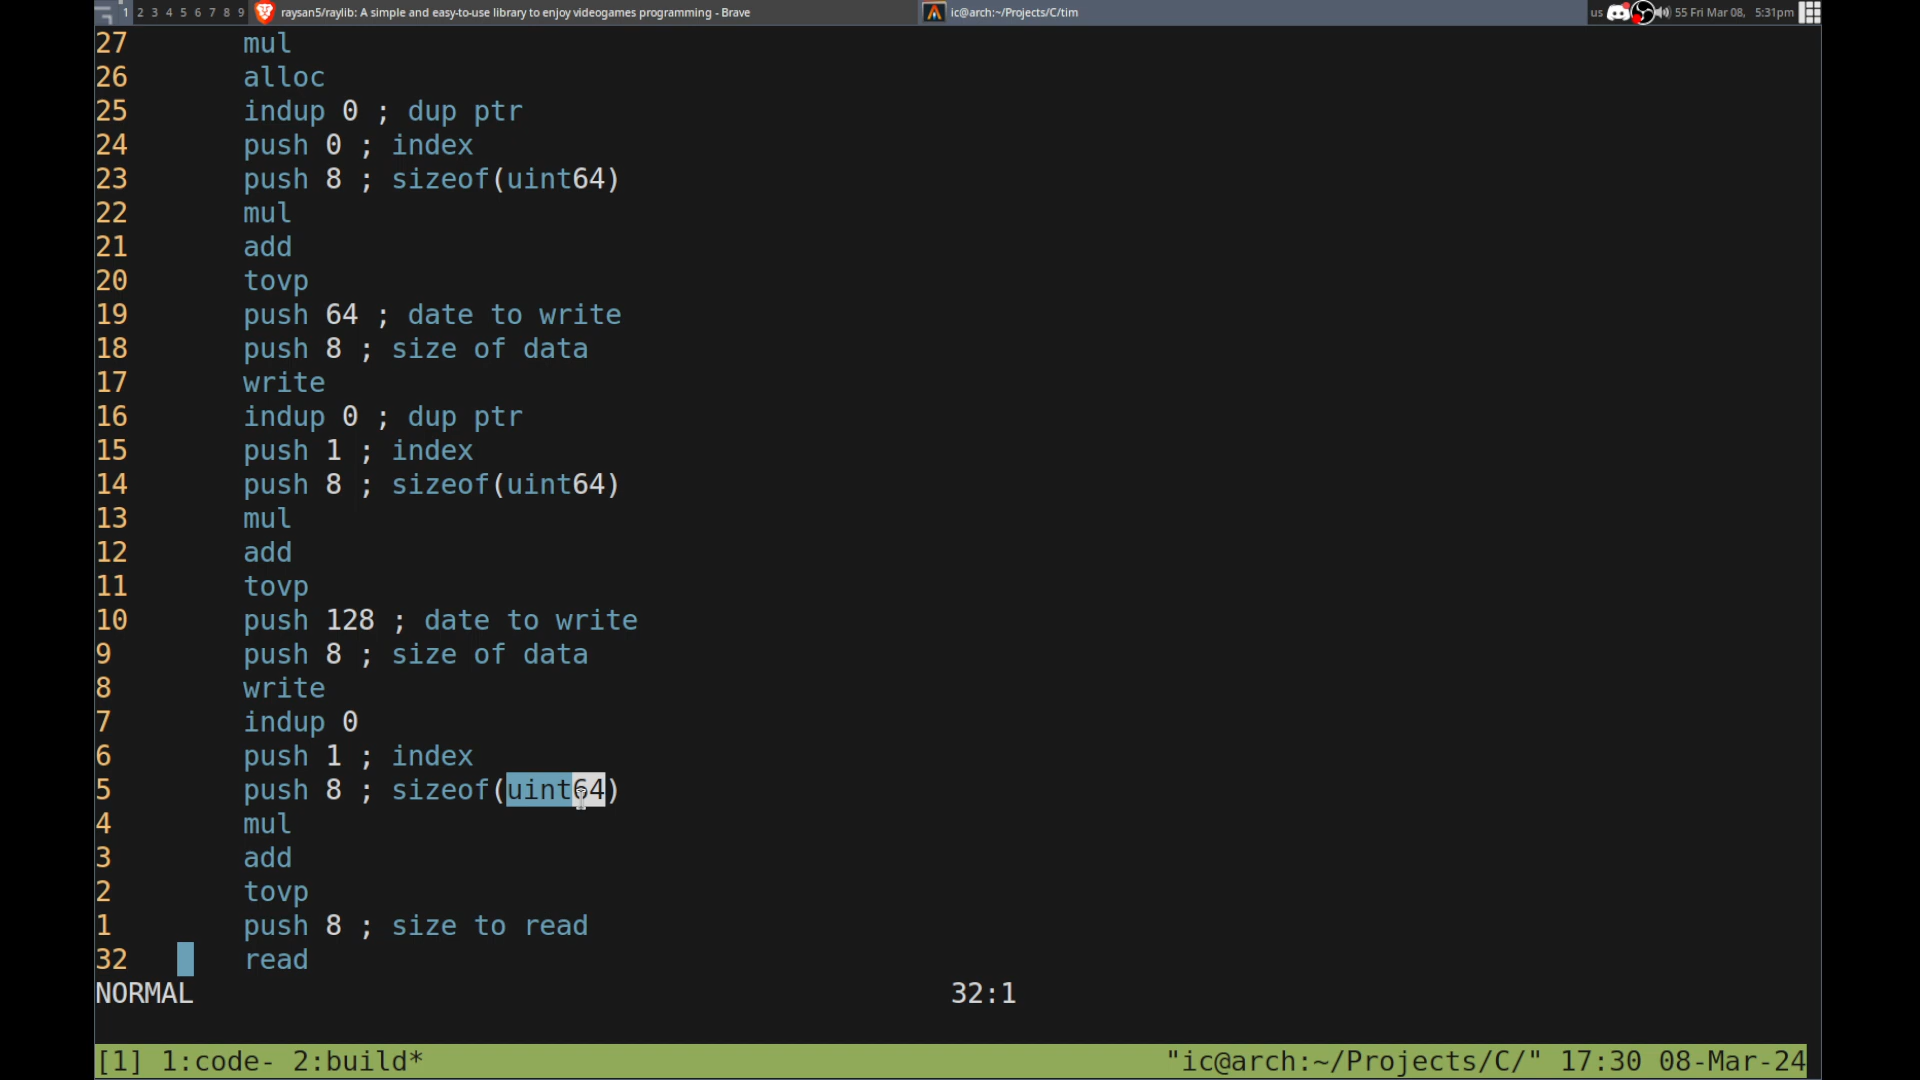 1 2 3 4 5 6 7 8 9 raysan5/raylib: A simple and easy-to-use library to enjoy videogames programming - Brave ic@arch:~/Projects/C/tim us 55 Fri Mar 08, 5:31pm
27 mul
26 alloc
25 indup 0 ; dup ptr
24 push 0 ; index
23 push 8 ; sizeof(uint64)
22 mul
21 add
20 tovp
19 push 64 ; date to write
18 push 8 ; size of data
17 write
16 indup 0 ; dup ptr
15 push 1 ; index
14 push 8 ; sizeof(uint64)
13 mul
12 add
11 tovp
10 push 128 ; date to write
9 push 8 ; size of data
8 write
7 indup 0
6 push 1 ; index
5 push 8 ; sizeof(uint64)
4 mul
3 add
2 tovp
1 push 8 ; size to read
32 read
NORMAL 32:1
[1] 1:code- 2:build* "ic@arch:~/Projects/C/" 17:30 08-Mar-24